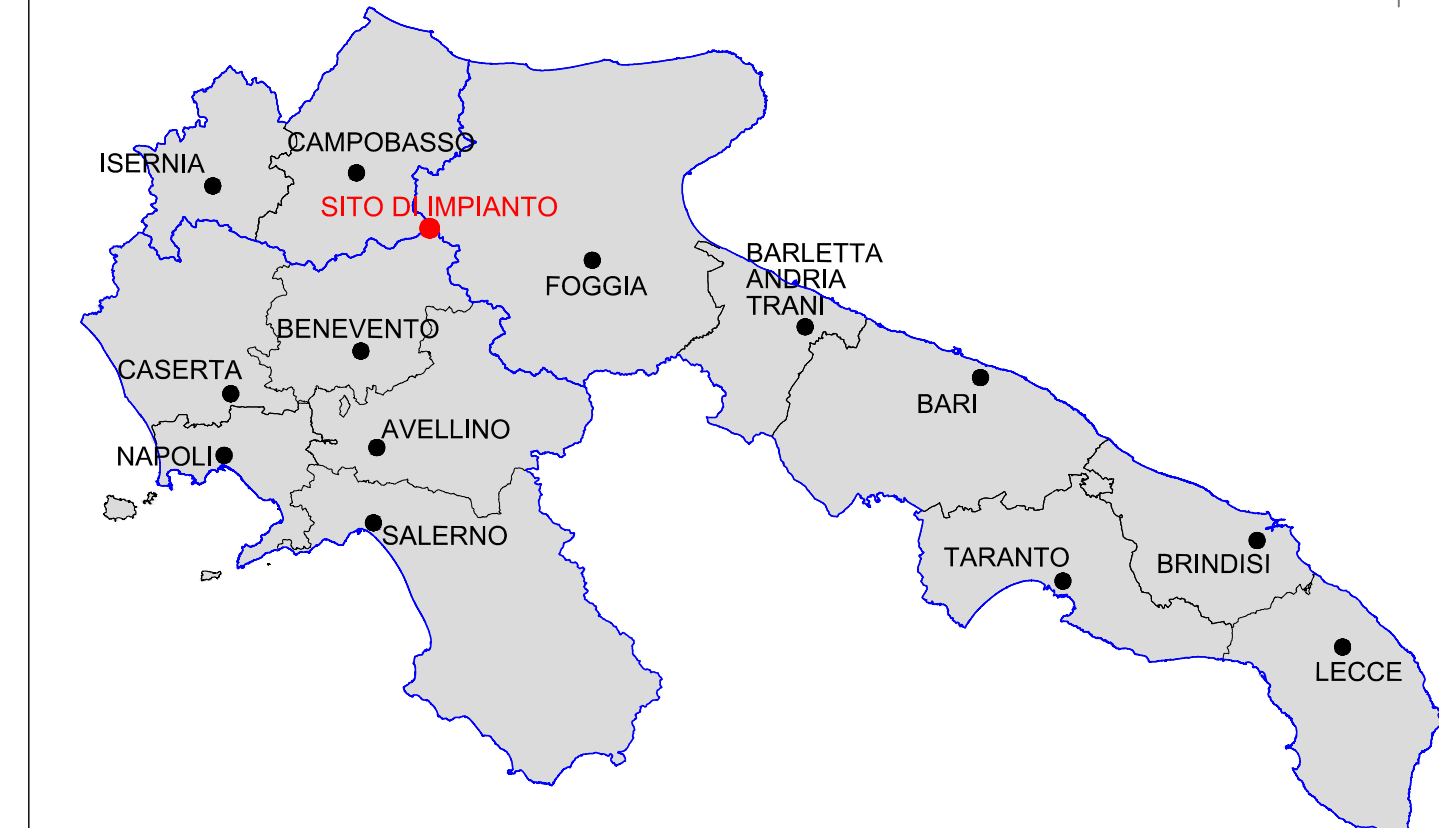 CAMPOBASSO
ISERNIA
SITO DI IMPIANTO
BARLETTA
ANDRIA
TRANI
FOGGIA
BENEVENTO
CASERTA
BARI
AVELLINO
NAPOLI
SALERNO
TARANTO
BRINDISI
LECCE